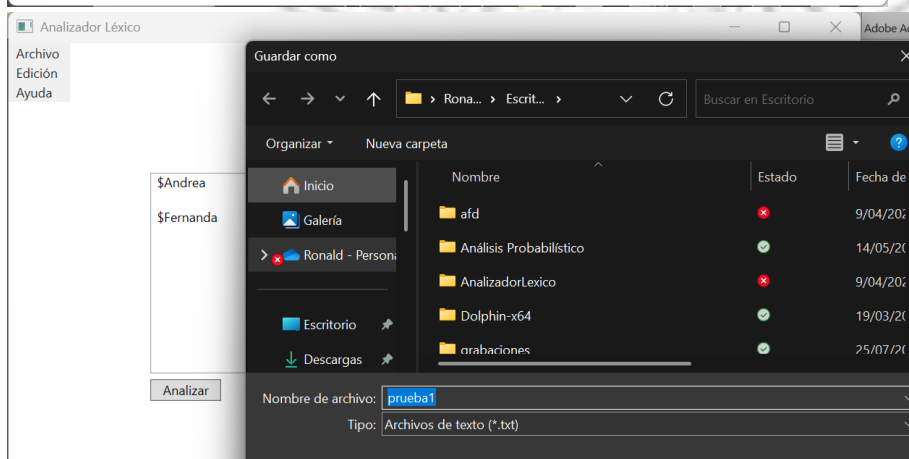 Analizador Léxico
Adobe Ac
Archivo
Edición
Ayuda
$Andrea
$Fernanda
Analizar
Guardar como
Rona... > Escrit... >
Buscar en Escritorio
Organizar
Nueva carpeta
Inicio
Galería
Ronald - Persona
Escritorio
Descargas
Nombre Estado Fecha de
afd 9/04/202
Análisis Probabilístico 14/05/20
AnalizadorLexico 9/04/202
Dolphin-x64 19/03/20
grabaciones 25/07/20
Nombre de archivo: prueba1
Tipo: Archivos de texto (*.txt)